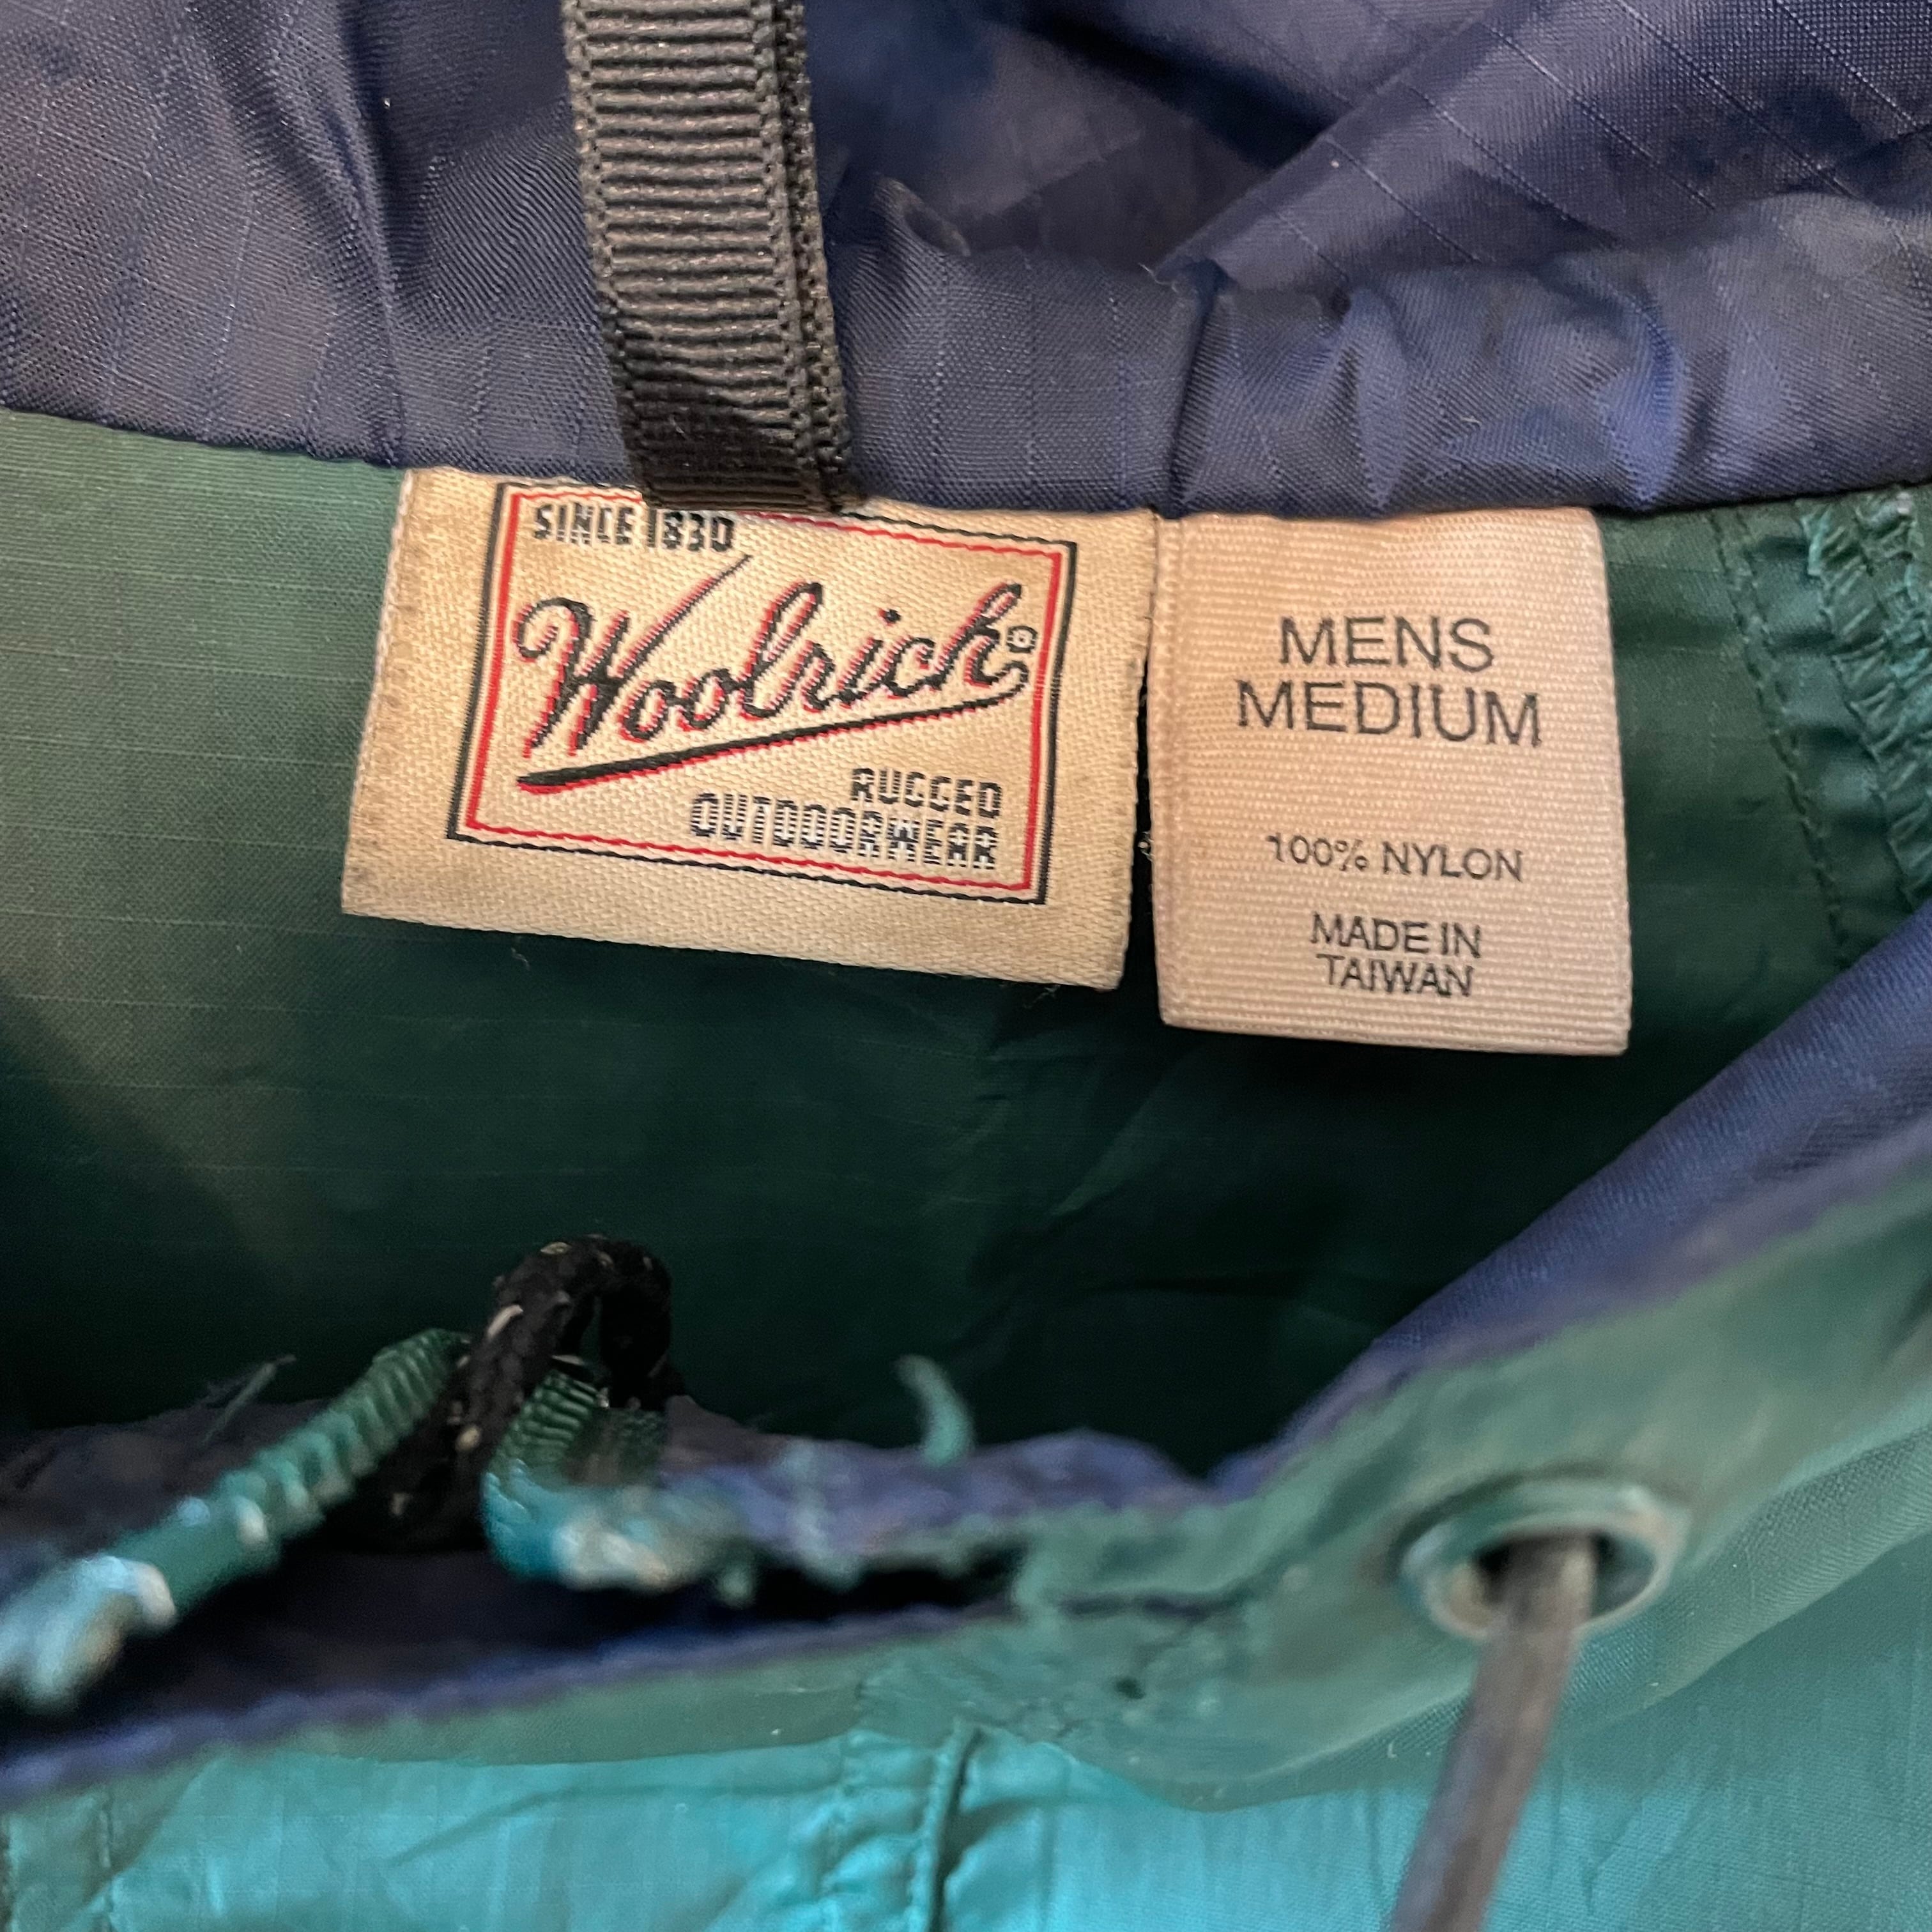 SINCE 1830
Woolrich®
RUGGED
OUTDOORWEAR
MENS
MEDIUM
100% NYLON
MADE IN
TAIWAN